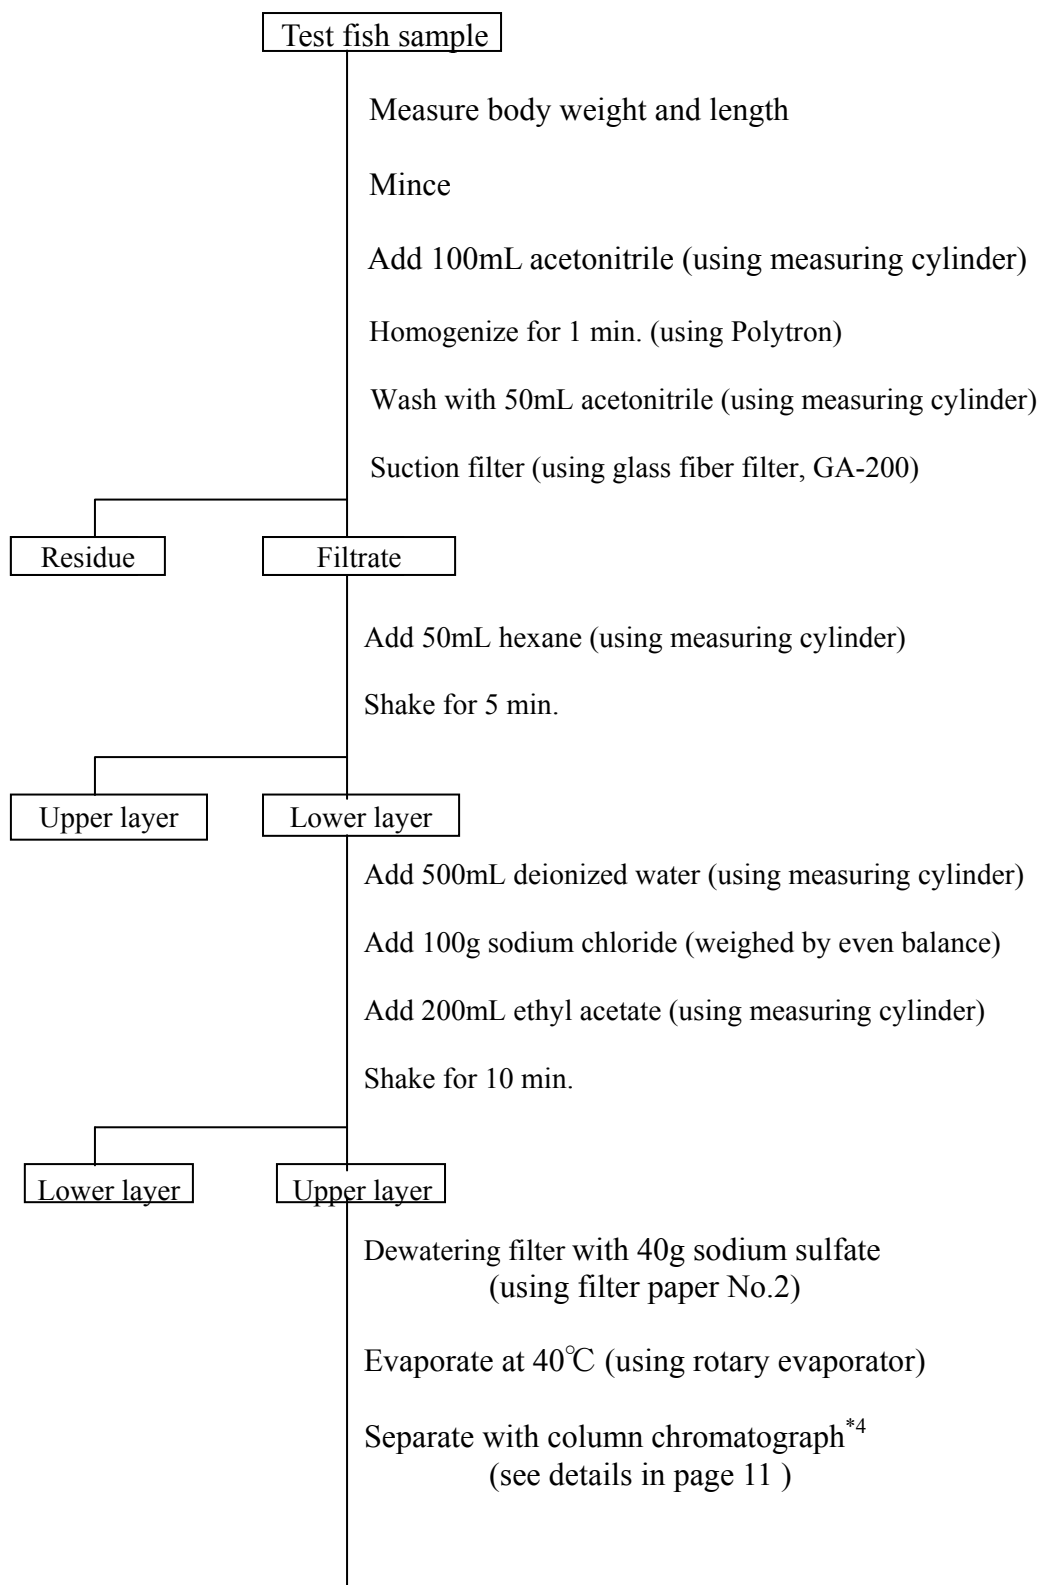 Test fish sample
Measure body weight and length
Mince
Add 100mL acetonitrile (using measuring cylinder)
Homogenize for 1 min. (using Polytron)
Wash with 50mL acetonitrile (using measuring cylinder)
Suction filter (using glass fiber filter, GA-200)
Residue
Filtrate
Add 50mL hexane (using measuring cylinder)
Shake for 5 min.
Upper layer
Lower layer
Add 500mL deionized water (using measuring cylinder)
Add 100g sodium chloride (weighed by even balance)
Add 200mL ethyl acetate (using measuring cylinder)
Shake for 10 min.
Lower layer
Upper layer
Dewatering filter with 40g sodium sulfate
(using filter paper No.2)
Evaporate at 40℃ (using rotary evaporator)
Separate with column chromatograph*4
(see details in page 11 )